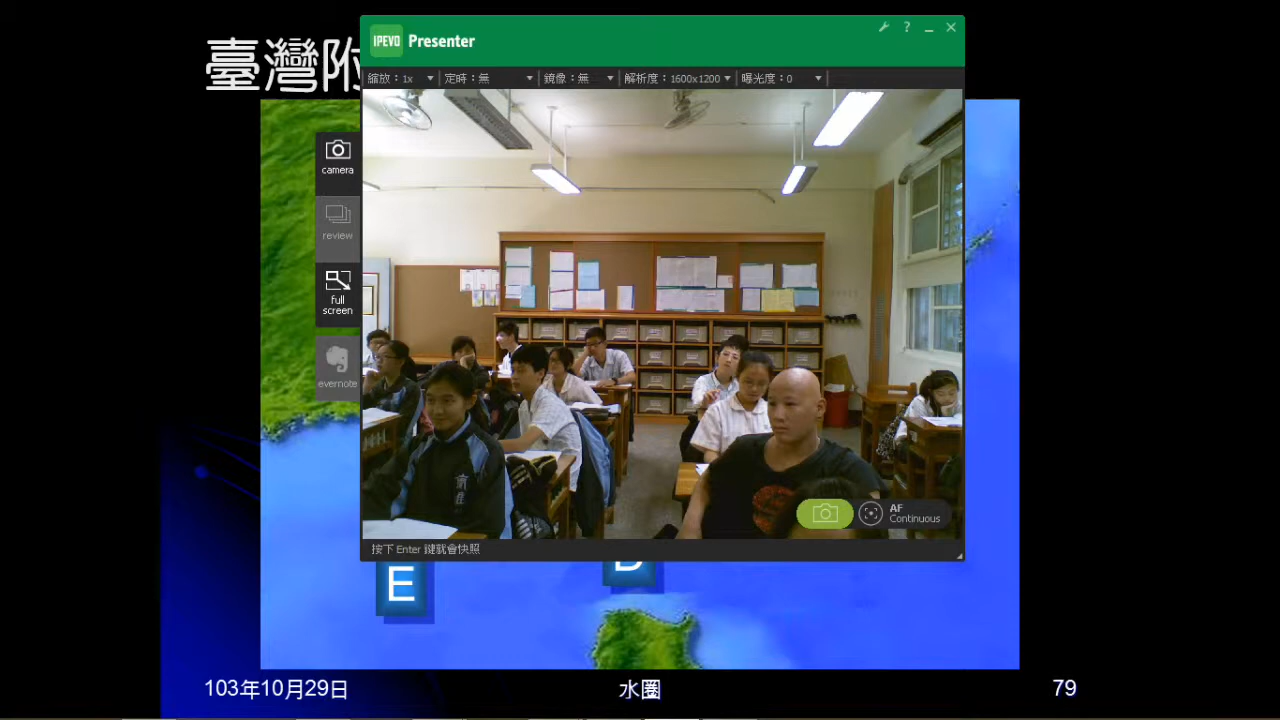 臺灣附
IPEVO Presenter
縮放：1x 定時：無 鏡像：無 解析度：1600x1200 曝光度：0
camera
review
full
screen
evernote
AF
Continuous
按下 Enter 鍵就會快照
E
D
103年10月29日 水圈 79